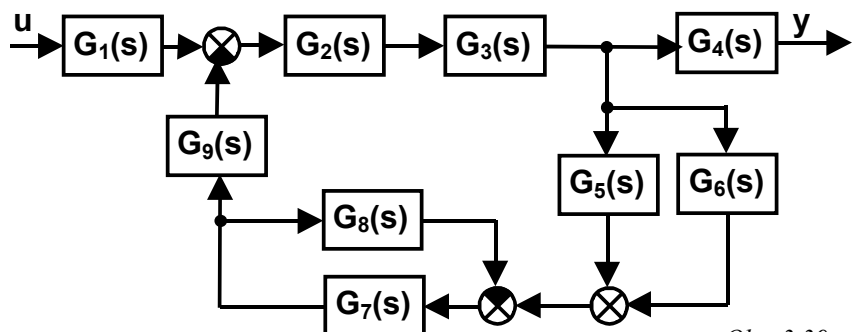 u
G₁(s)
G₂(s)
G₃(s)
G₄(s)
y
G₉(s)
G₅(s)
G₆(s)
G₈(s)
G₇(s)